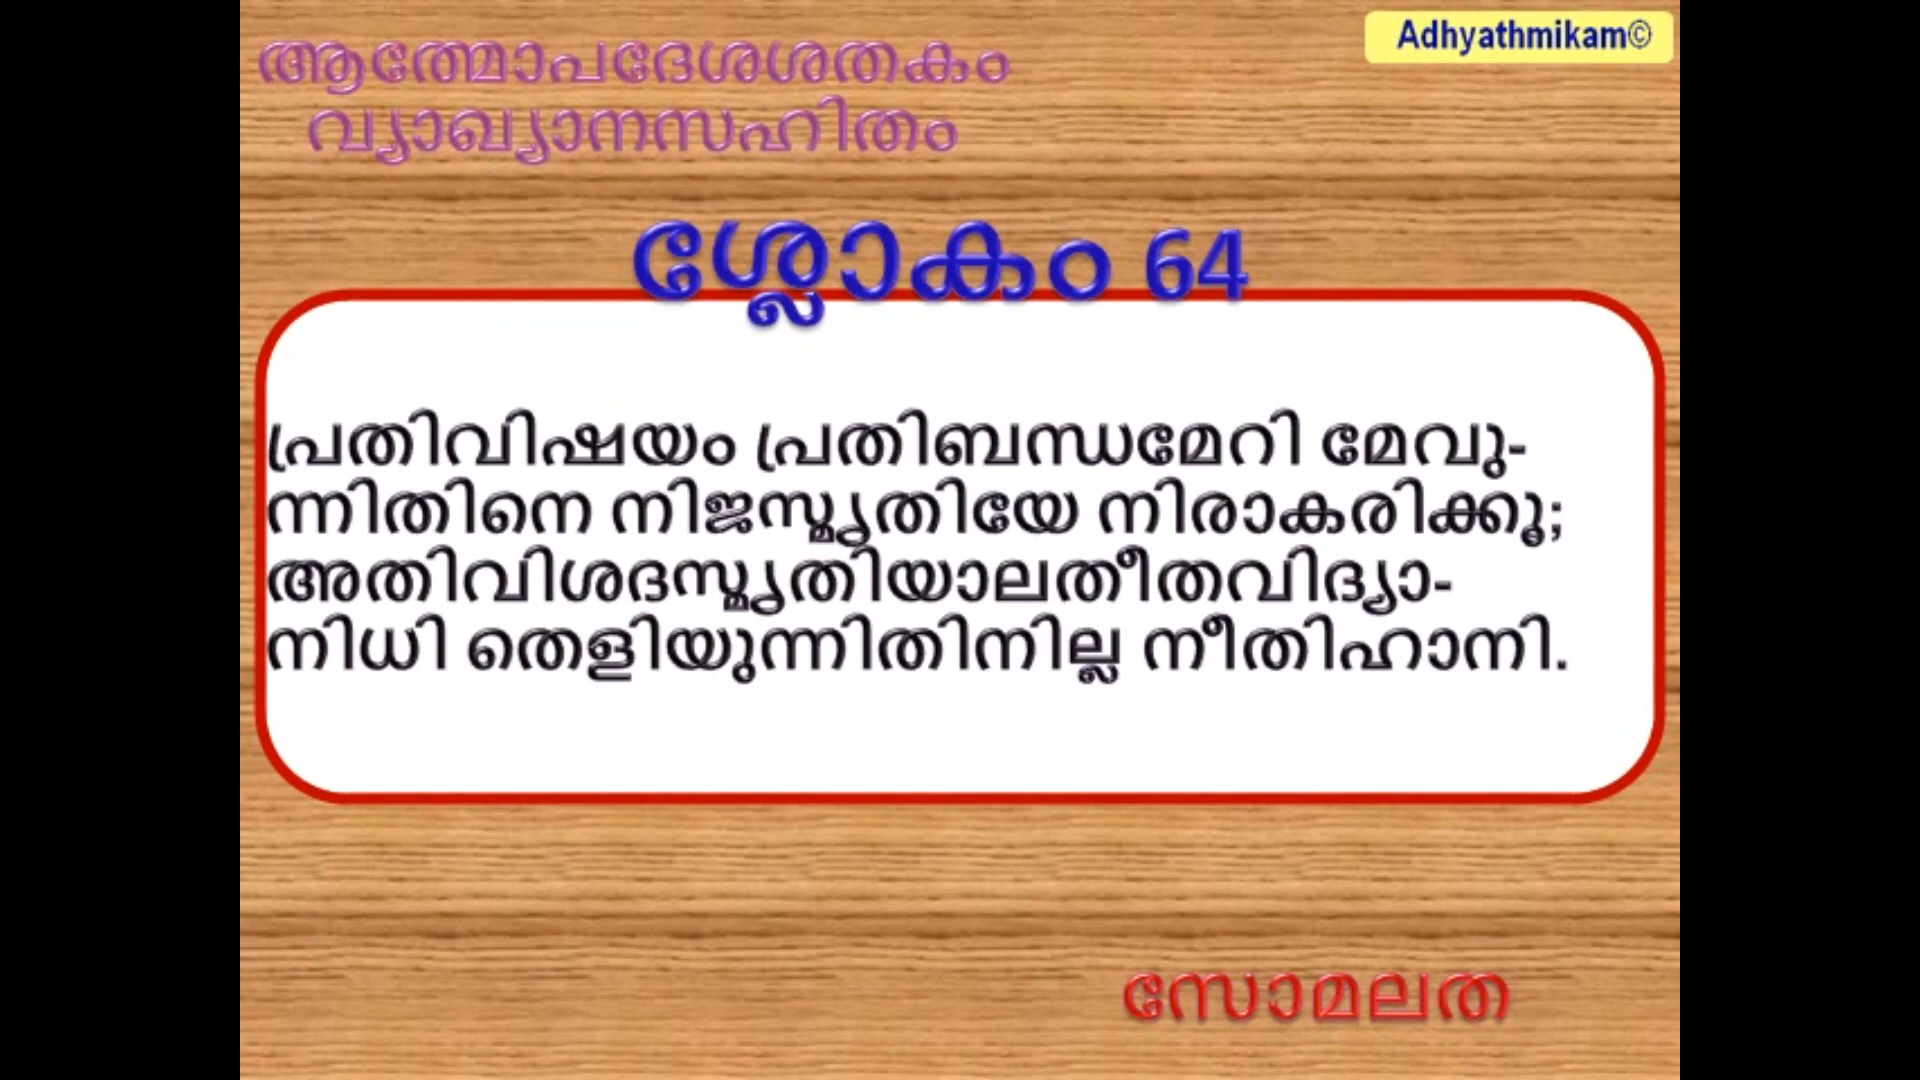 Adhyathmikam©
ആത്മോപദേശശതകം
വ്യാഖ്യാനസഹിതം
ശ്ലോകം 64
പ്രതിവിഷയം പ്രതിബന്ധമേറി മേവു-
ന്നിതിനെ നിജസ്മൃതിയേ നിരാകരിക്കൂ;
അതിവിശദസ്മൃതിയാലതീതവിദ്യാ-
നിധി തെളിയുന്നിതിനില്ല നീതിഹാനി.
സോമലത